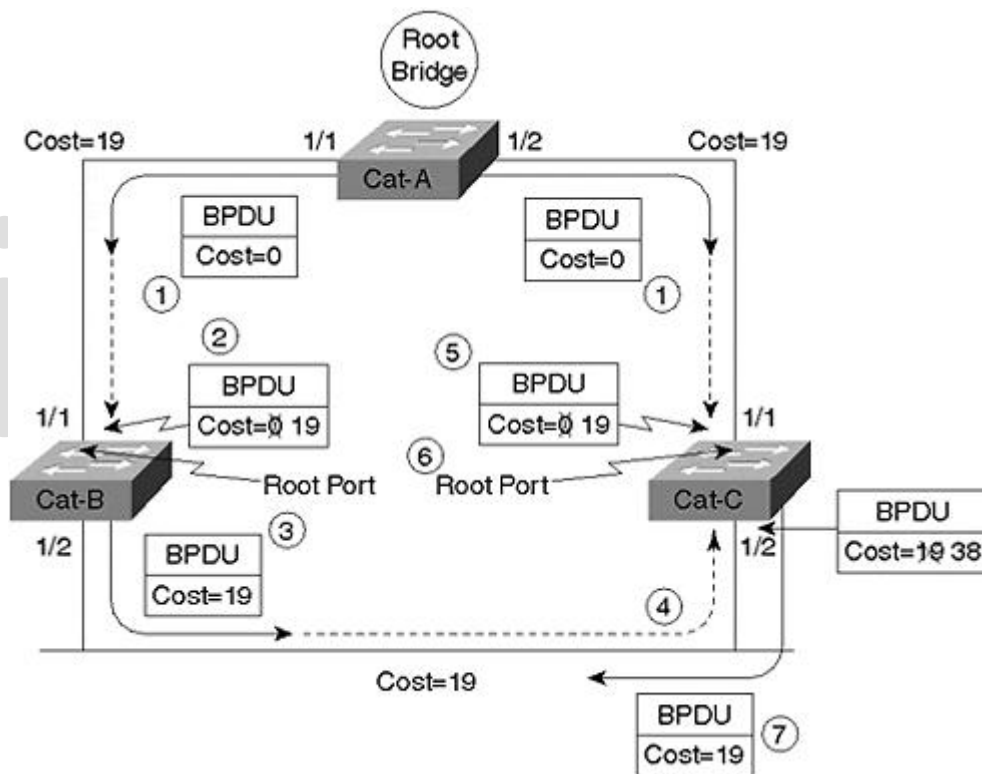 Root
Bridge
Cost=19
1/1
1/2
Cost=19
Cat-A
BPDU
Cost=0
BPDU
Cost=0
1
1
2
5
BPDU
Cost=0 19
BPDU
Cost=0 19
1/1
1/1
6
Root Port
Root Port
Cat-B
Cat-C
3
BPDU
Cost=19 38
1/2
BPDU
Cost=19
1/2
4
Cost=19
BPDU
Cost=19
7